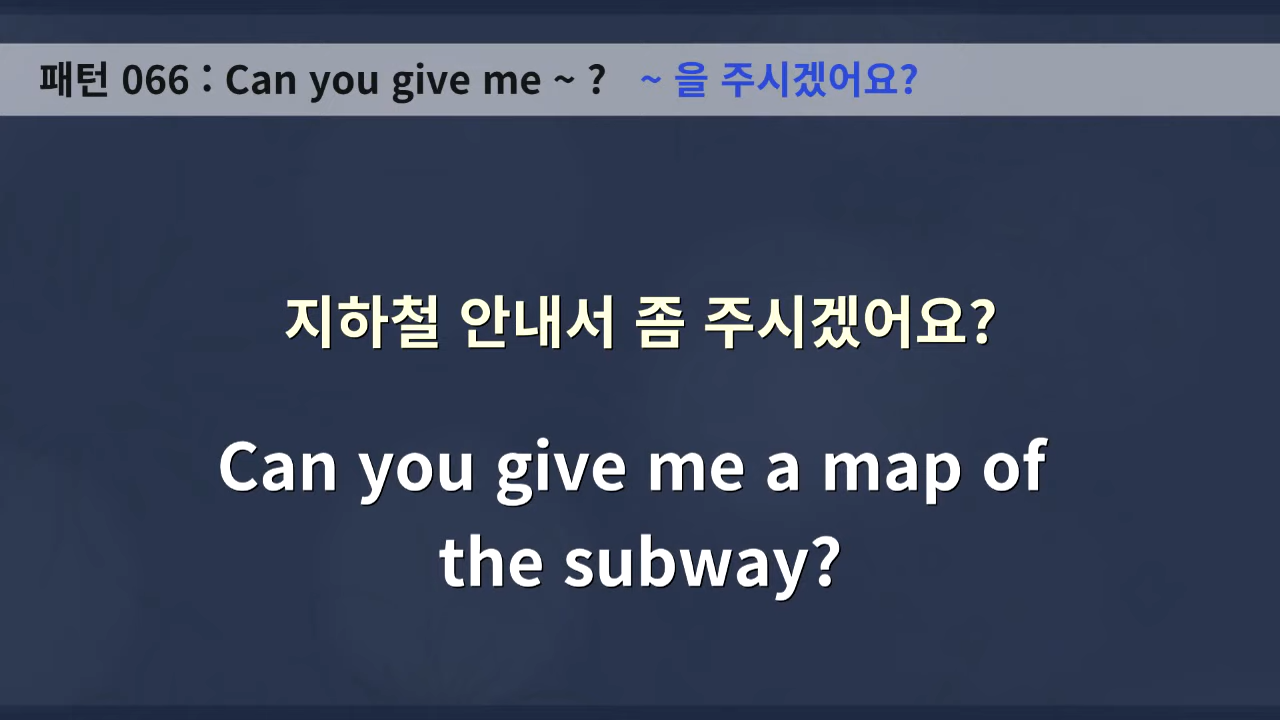 패턴 066 : Can you give me ~ ? ~ 을 주시겠어요?
지하철 안내서 좀 주시겠어요?
Can you give me a map of
the subway?